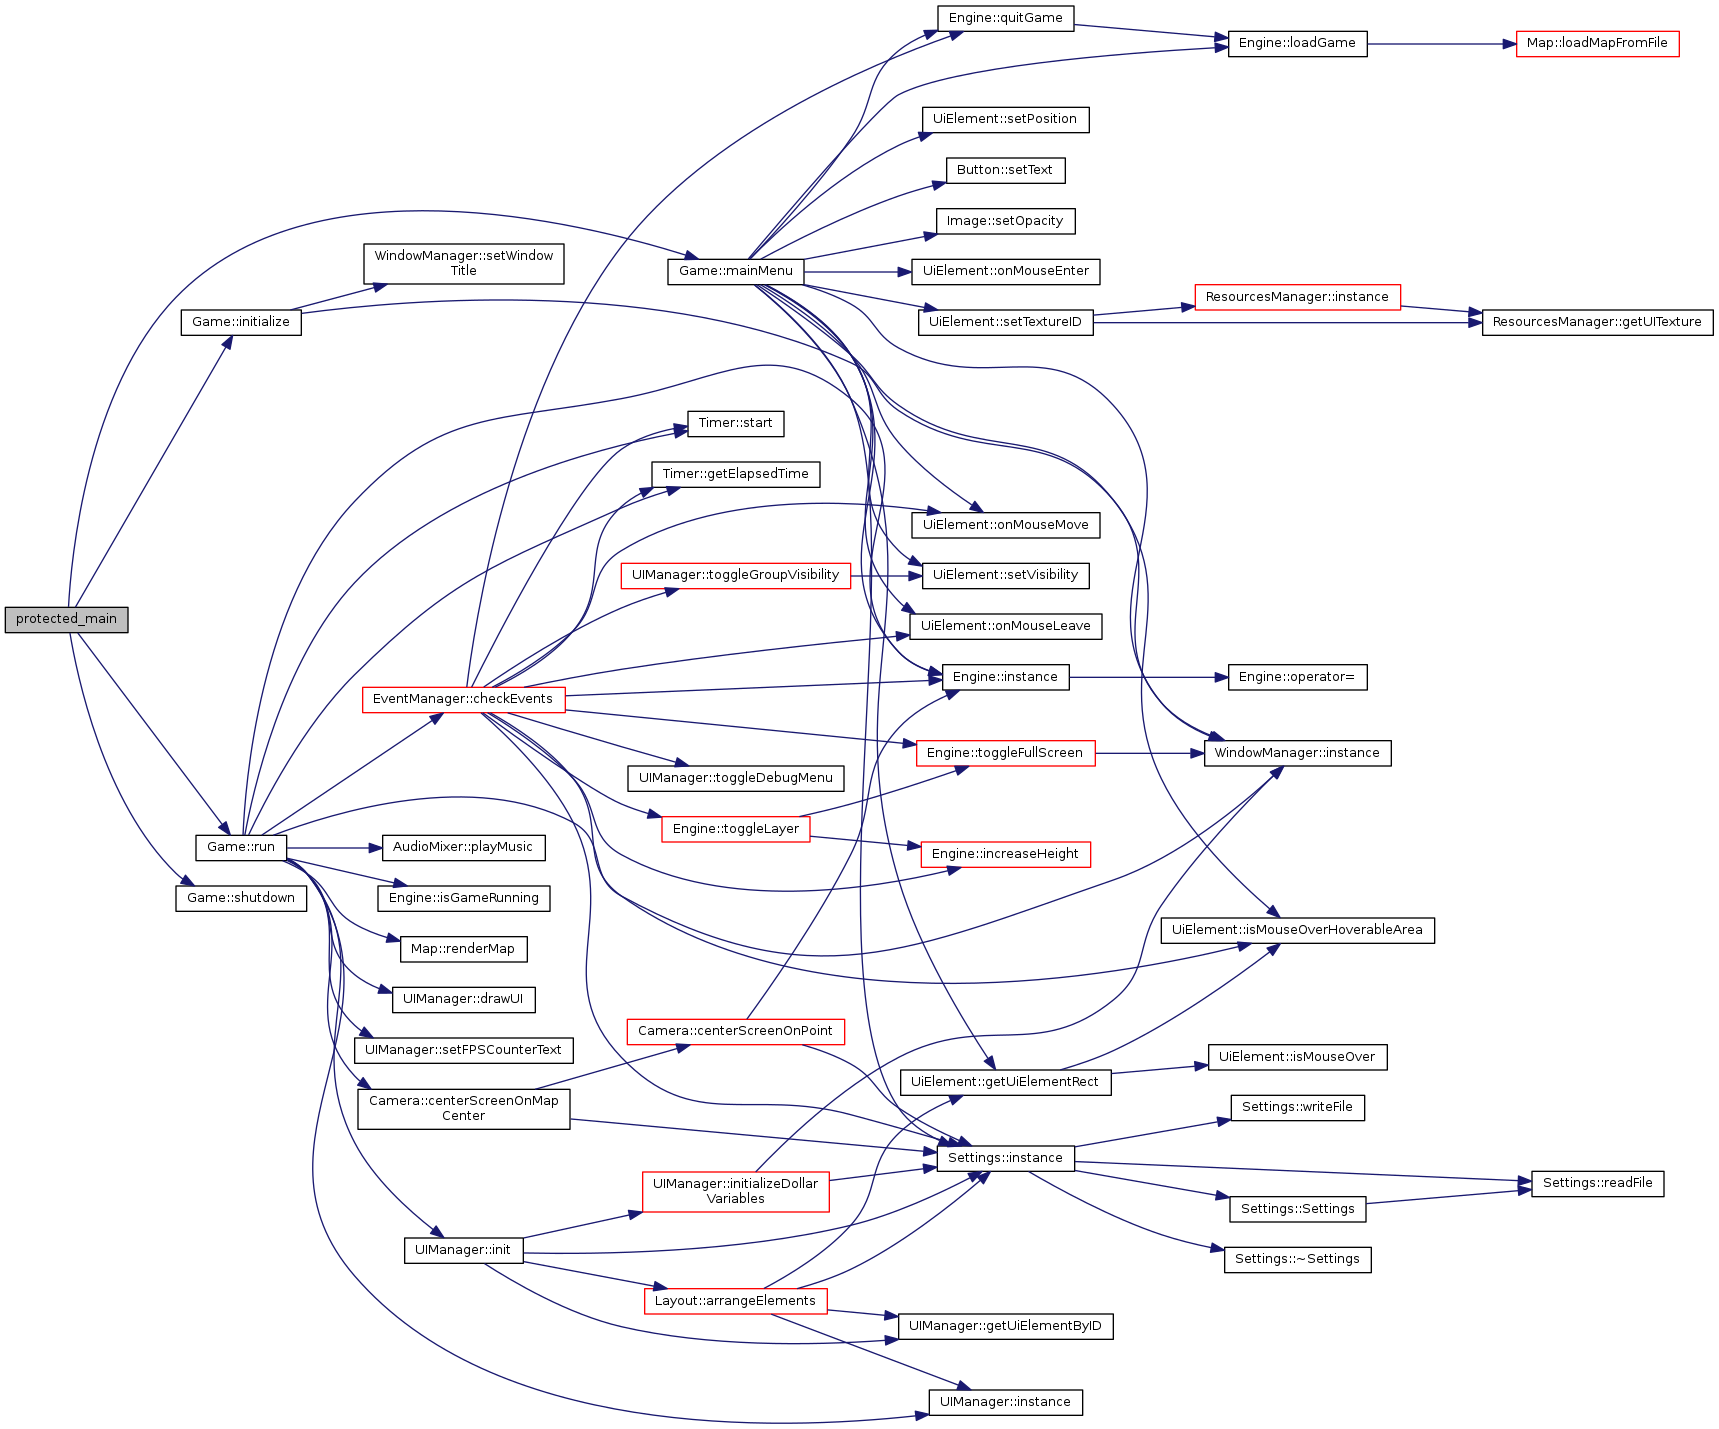 Engine::quitGame
Engine::loadGame
Map::loadMapFromFile
UiElement::setPosition
Button::setText
Image::setOpacity
WindowManager::setWindow
Title
Game::mainMenu
UiElement::onMouseEnter
ResourcesManager::instance
Game::initialize
UiElement::setTextureID
ResourcesManager::getUITexture
Timer::start
Timer::getElapsedTime
UiElement::onMouseMove
UIManager::toggleGroupVisibility
UiElement::setVisibility
protected_main
UiElement::onMouseLeave
EventManager::checkEvents
Engine::instance
Engine::operator=
Engine::toggleFullScreen
WindowManager::instance
UIManager::toggleDebugMenu
Engine::toggleLayer
Game::run
AudioMixer::playMusic
Engine::increaseHeight
Game::shutdown
Engine::isGameRunning
UiElement::isMouseOverHoverableArea
Map::renderMap
UIManager::drawUI
Camera::centerScreenOnPoint
UIManager::setFPSCounterText
UiElement::isMouseOver
UiElement::getUiElementRect
Camera::centerScreenOnMap
Center
Settings::writeFile
Settings::instance
UIManager::initializeDollar
Variables
Settings::readFile
Settings::Settings
UIManager::init
Settings::~Settings
Layout::arrangeElements
UIManager::getUiElementByID
UIManager::instance